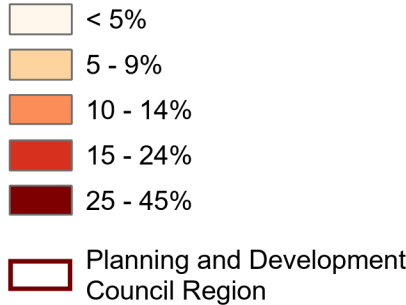 < 5%
5 - 9%
10 - 14%
15 - 24%
25 - 45%
Planning and Development
Council Region